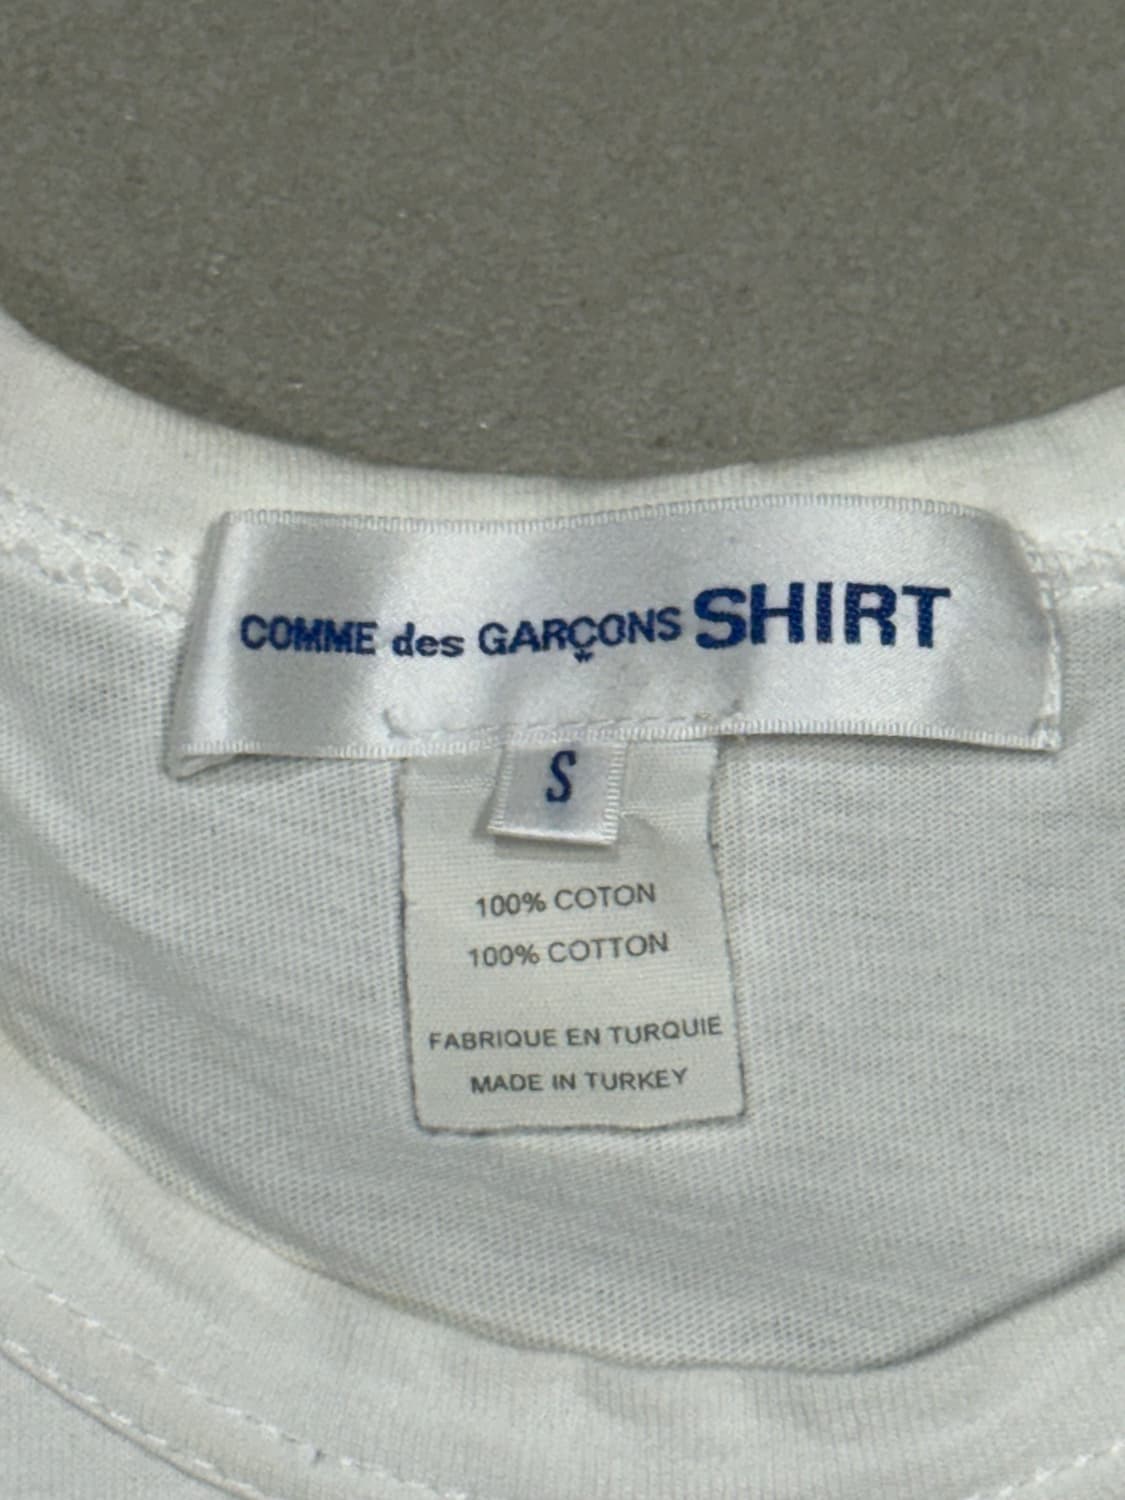 COMME des GARÇONS SHIRT
S
100% COTON
100% COTTON
FABRIQUE EN TURQUIE
MADE IN TURKEY